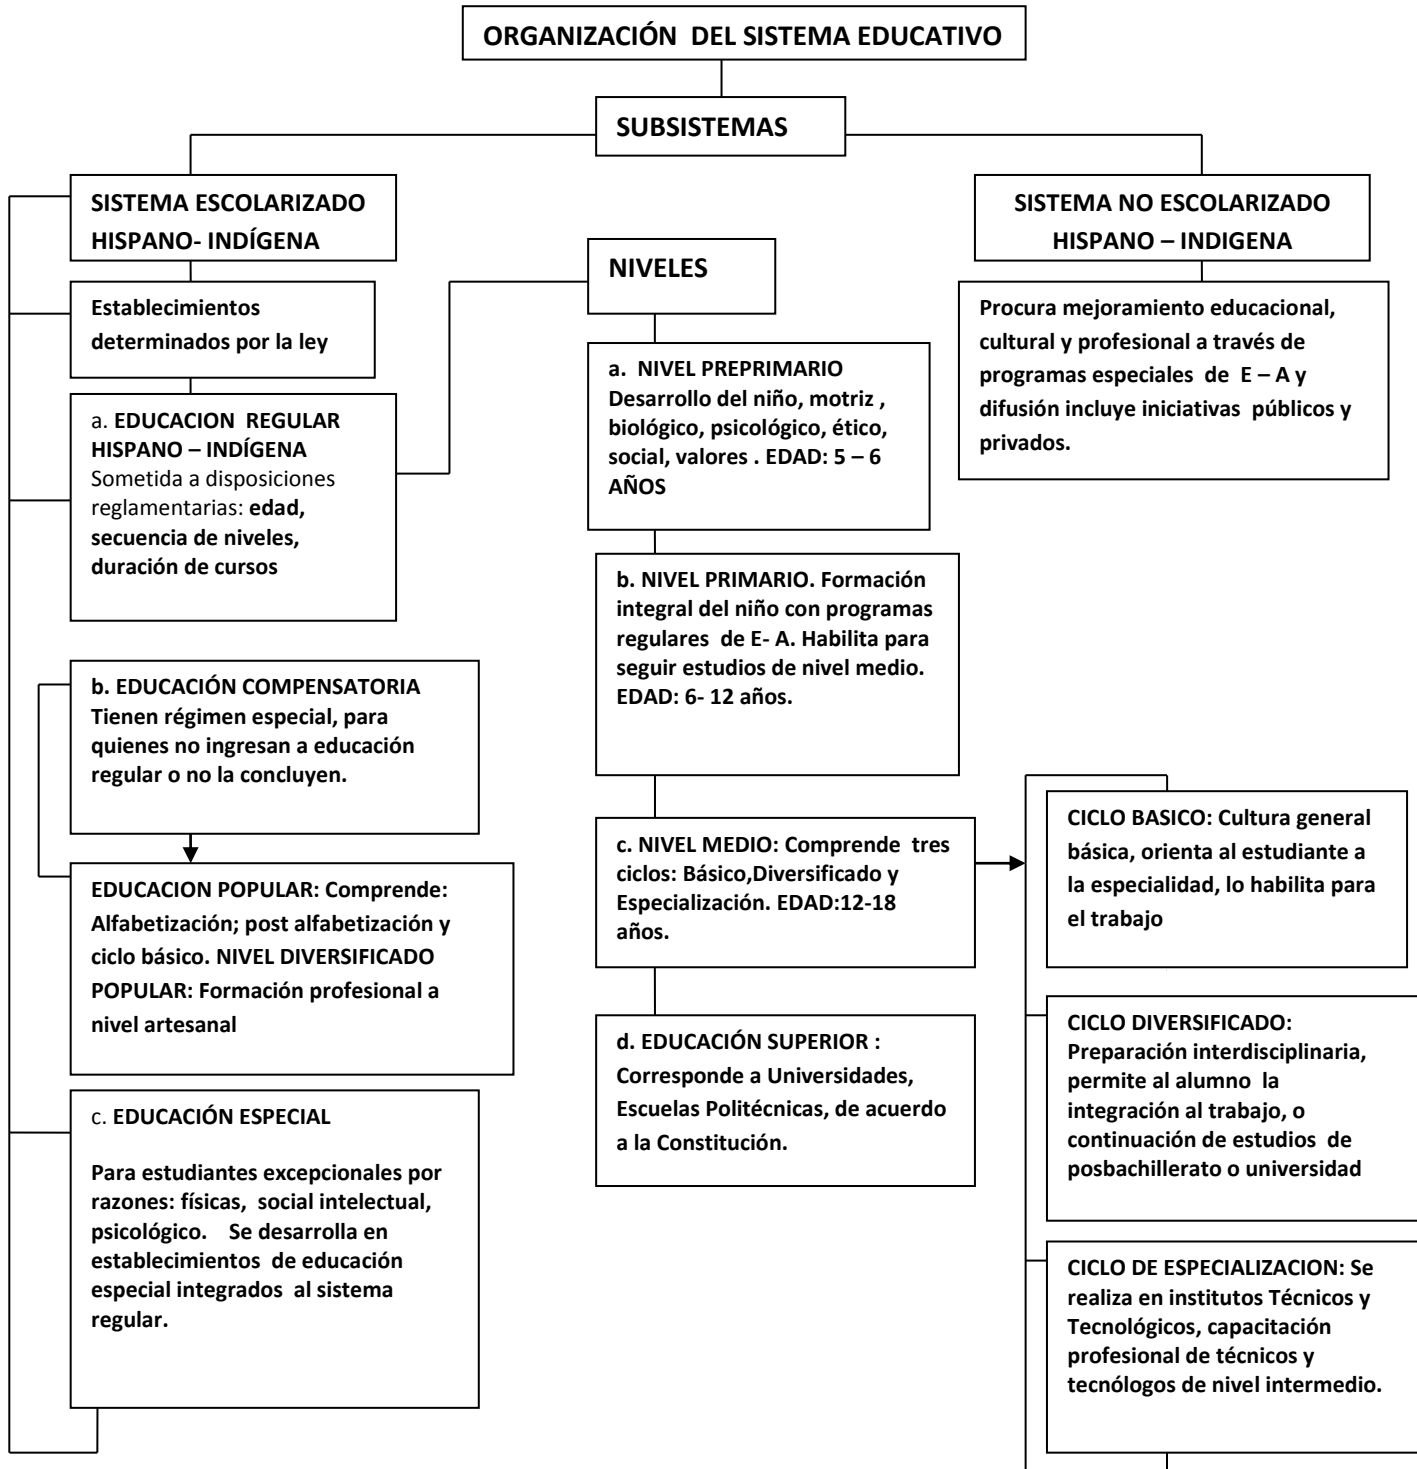 ORGANIZACIÓN DEL SISTEMA EDUCATIVO
SUBSISTEMAS
SISTEMA ESCOLARIZADO
HISPANO- INDÍGENA
Establecimientos
determinados por la ley
a. EDUCACION REGULAR
HISPANO – INDÍGENA
Sometida a disposiciones
reglamentarias: edad,
secuencia de niveles,
duración de cursos
b. EDUCACIÓN COMPENSATORIA
Tienen régimen especial, para
quienes no ingresan a educación
regular o no la concluyen.
EDUCACION POPULAR: Comprende:
Alfabetización; post alfabetización y
ciclo básico. NIVEL DIVERSIFICADO
POPULAR: Formación profesional a
nivel artesanal
c. EDUCACIÓN ESPECIAL
Para estudiantes excepcionales por
razones: físicas, social intelectual,
psicológico. Se desarrolla en
establecimientos de educación
especial integrados al sistema
regular.
NIVELES
a. NIVEL PREPRIMARIO
Desarrollo del niño, motriz ,
biológico, psicológico, ético,
social, valores . EDAD: 5 – 6
AÑOS
b. NIVEL PRIMARIO. Formación
integral del niño con programas
regulares de E- A. Habilita para
seguir estudios de nivel medio.
EDAD: 6- 12 años.
c. NIVEL MEDIO: Comprende tres
ciclos: Básico,Diversificado y
Especialización. EDAD:12-18
años.
d. EDUCACIÓN SUPERIOR :
Corresponde a Universidades,
Escuelas Politécnicas, de acuerdo
a la Constitución.
SISTEMA NO ESCOLARIZADO
HISPANO – INDIGENA
Procura mejoramiento educacional,
cultural y profesional a través de
programas especiales de E – A y
difusión incluye iniciativas públicos y
privados.
CICLO BASICO: Cultura general
básica, orienta al estudiante a
la especialidad, lo habilita para
el trabajo
CICLO DIVERSIFICADO:
Preparación interdisciplinaria,
permite al alumno la
integración al trabajo, o
continuación de estudios de
posbachillerato o universidad
CICLO DE ESPECIALIZACION: Se
realiza en institutos Técnicos y
Tecnológicos, capacitación
profesional de técnicos y
tecnólogos de nivel intermedio.